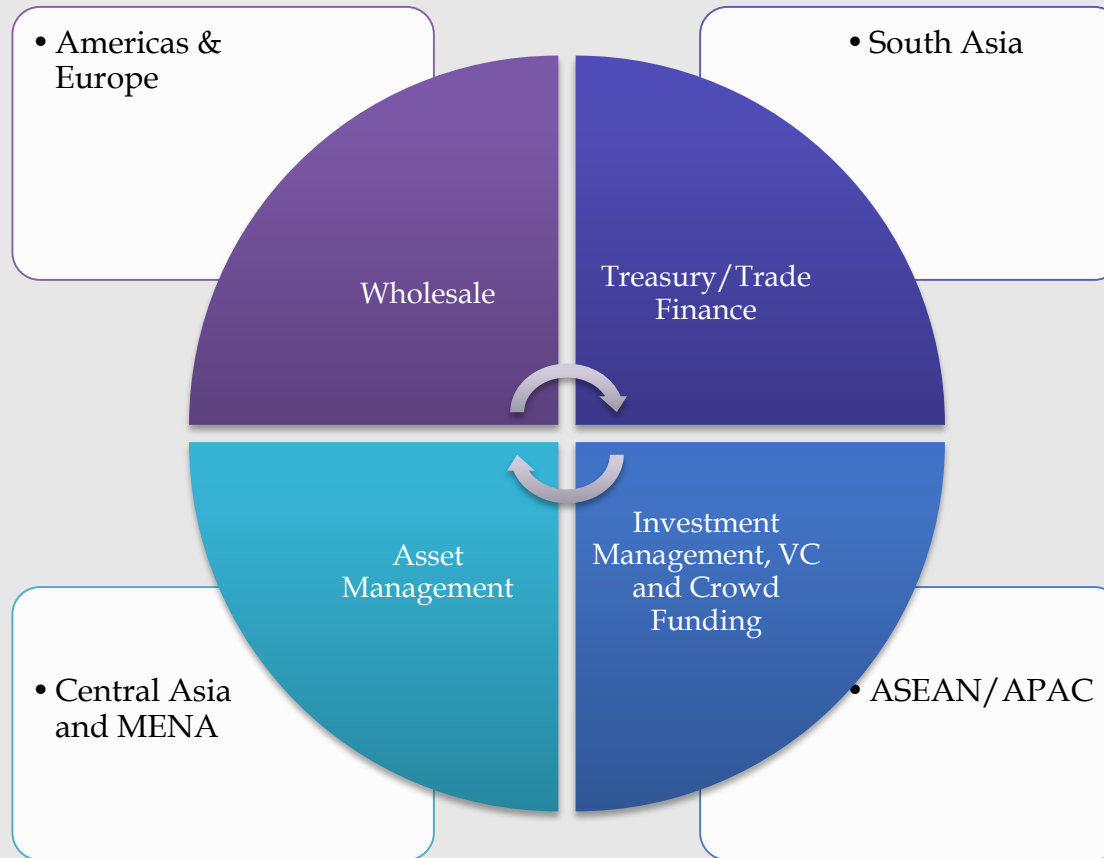 • Americas &
Europe
• South Asia
Wholesale
Treasury/Trade
Finance
Asset
Management
Investment
Management, VC
and Crowd
Funding
• Central Asia
and MENA
• ASEAN/APAC